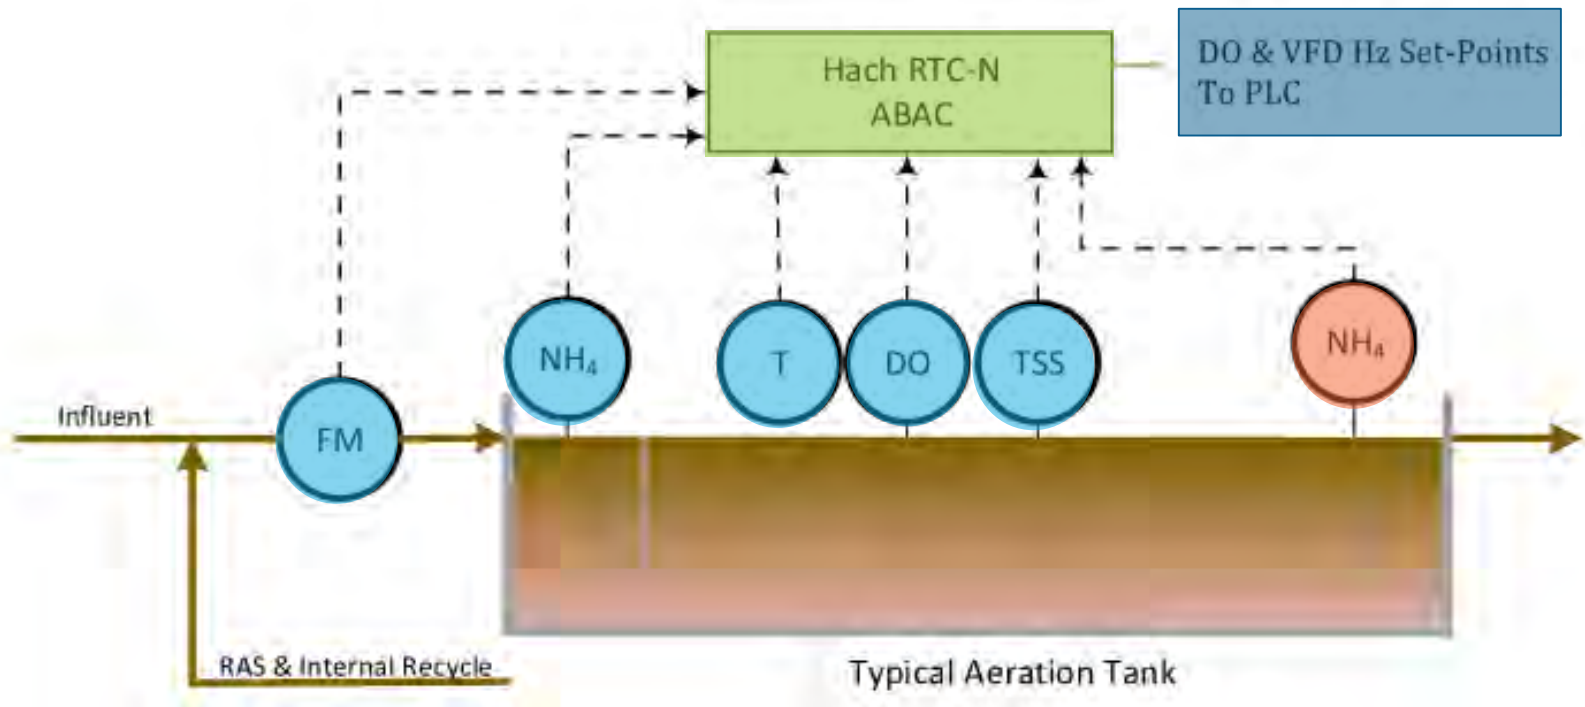 Hach RTC-N
ABAC
DO & VFD Hz Set-Points
To PLC
NH₄
T
DO
TSS
NH₄
Influent
FM
RAS & Internal Recycle
Typical Aeration Tank